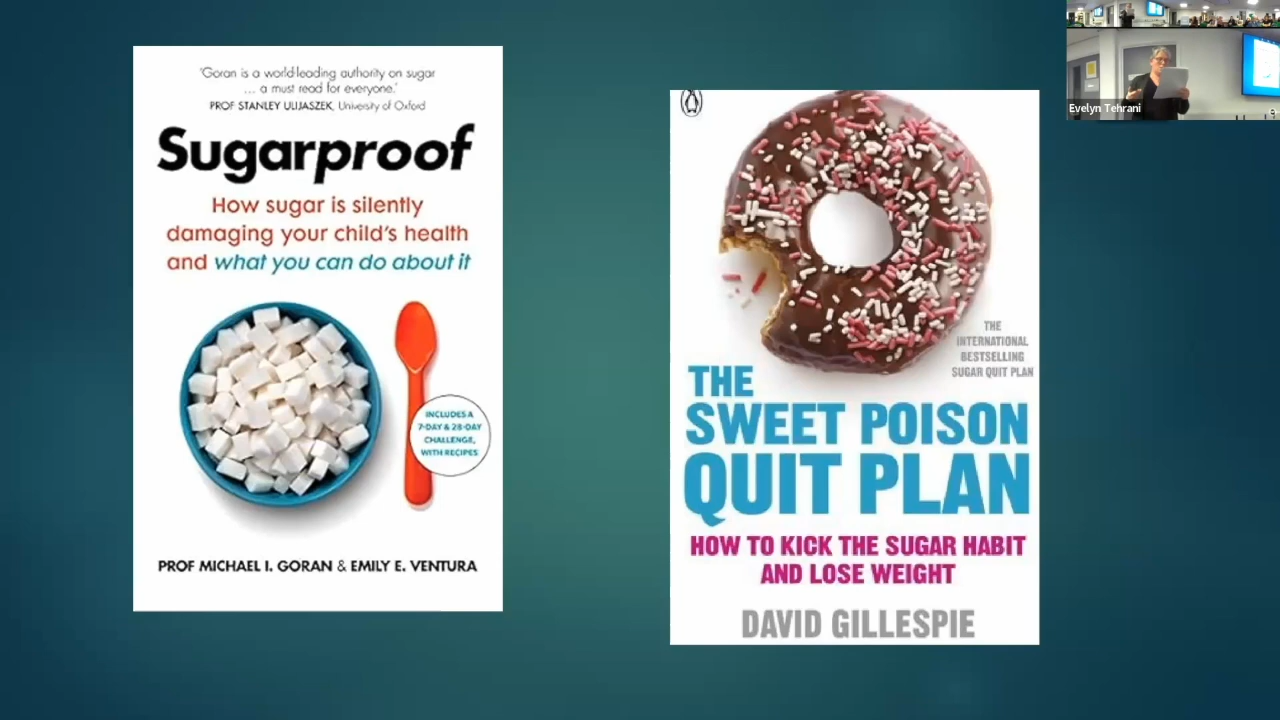 'Goran is a world-leading authority on sugar
... a must read for everyone.'
PROF STANLEY ULIJASZEK, University of Oxford
Sugarproof
How sugar is silently
damaging your child's health
and what you can do about it
INCLUDES A
7-DAY & 28-DAY
CHALLENGE,
WITH RECIPES
PROF MICHAEL I. GORAN & EMILY E. VENTURA
THE
INTERNATIONAL
BESTSELLING
SUGAR QUIT PLAN
THE
SWEET POISON
QUIT PLAN
HOW TO KICK THE SUGAR HABIT
AND LOSE WEIGHT
DAVID GILLESPIE
Evelyn Tehrani